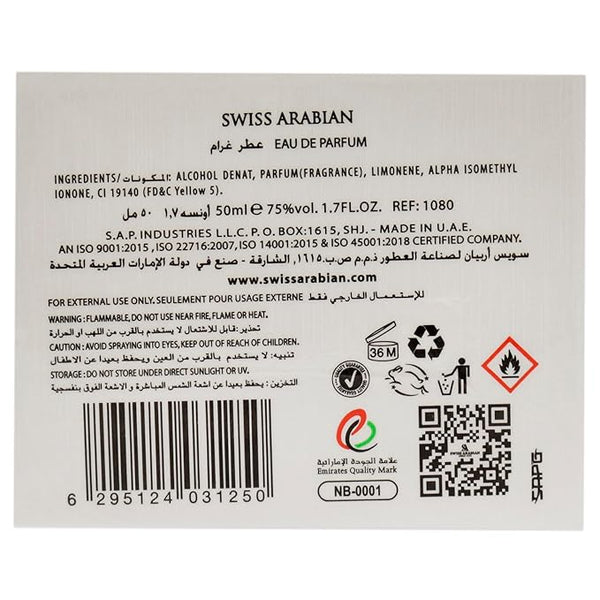 SWISS ARABIAN
عطر غرام EAU DE PARFUM
INGREDIENTS/المكونات: ALCOHOL DENAT, PARFUM(FRAGRANCE), LIMONENE, ALPHA ISOMETHYL
IONONE, CI 19140 (FD&C Yellow 5).
٥٠ مل ١,٧ أونسه 50ml ℮ 75%vol. 1.7FL.OZ. REF: 1080
S.A.P. INDUSTRIES L.L.C. P.O. BOX:1615, SHJ. - MADE IN U.A.E.
AN ISO 9001:2015 , ISO 22716:2007, ISO 14001:2015 & ISO 45001:2018 CERTIFIED COMPANY.
سويس أربيان لصناعة العطور ذ.م.م ص.ب.١٦١٥، الشارقة - صنع في دولة الإمارات العربية المتحدة
www.swissarabian.com
FOR EXTERNAL USE ONLY. SEULEMENT POUR USAGE EXTERNE للإستعمال الخارجي فقط
WARNING : FLAMMABLE, DO NOT USE NEAR FIRE, FLAME OR HEAT.
تحذير: قابل للاشتعال لا يستخدم بالقرب من اللهب او الحرارة
CAUTION : AVOID SPRAYING INTO EYES, KEEP OUT OF REACH OF CHILDREN.
تنبيه: لا يستخدم بالقرب من العين ويحفظ بعيدا عن الاطفال
STORAGE : DO NOT STORE UNDER DIRECT SUNLIGHT OR UV.
التخزين : يحفظ بعيدا عن اشعة الشمس المباشرة و الاشعة الفوق بنفسجية
36 M
علامة الجودة الإماراتية
Emirates Quality Mark
NB-0001
SWISS ARABIAN
SAPG
6 295124 031250